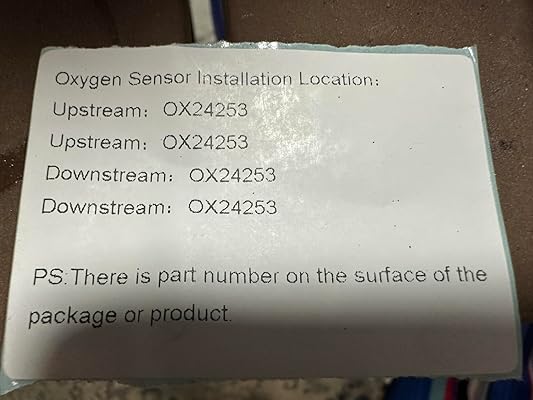 Oxygen Sensor Installation Location:
Upstream: OX24253
Upstream: OX24253
Downstream: OX24253
Downstream: OX24253
PS:There is part number on the surface of the
package or product.